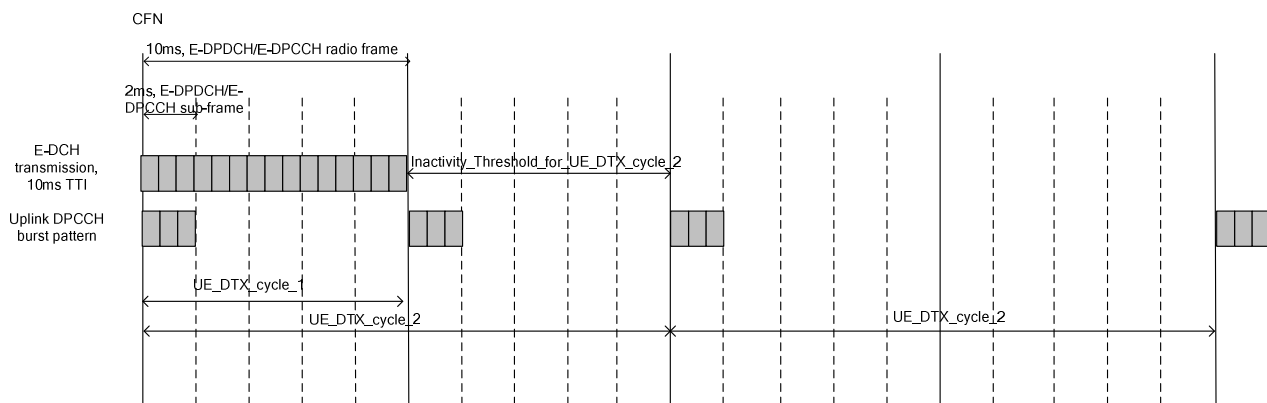 CFN
10ms, E-DPDCH/E-DPCCH radio frame
2ms, E-DPDCH/E-
DPCCH sub-frame
E-DCH
transmission,
10ms TTI
Inactivity_Threshold_for_UE_DTX_cycle_2
Uplink DPCCH
burst pattern
UE_DTX_cycle_1
UE_DTX_cycle_2
UE_DTX_cycle_2